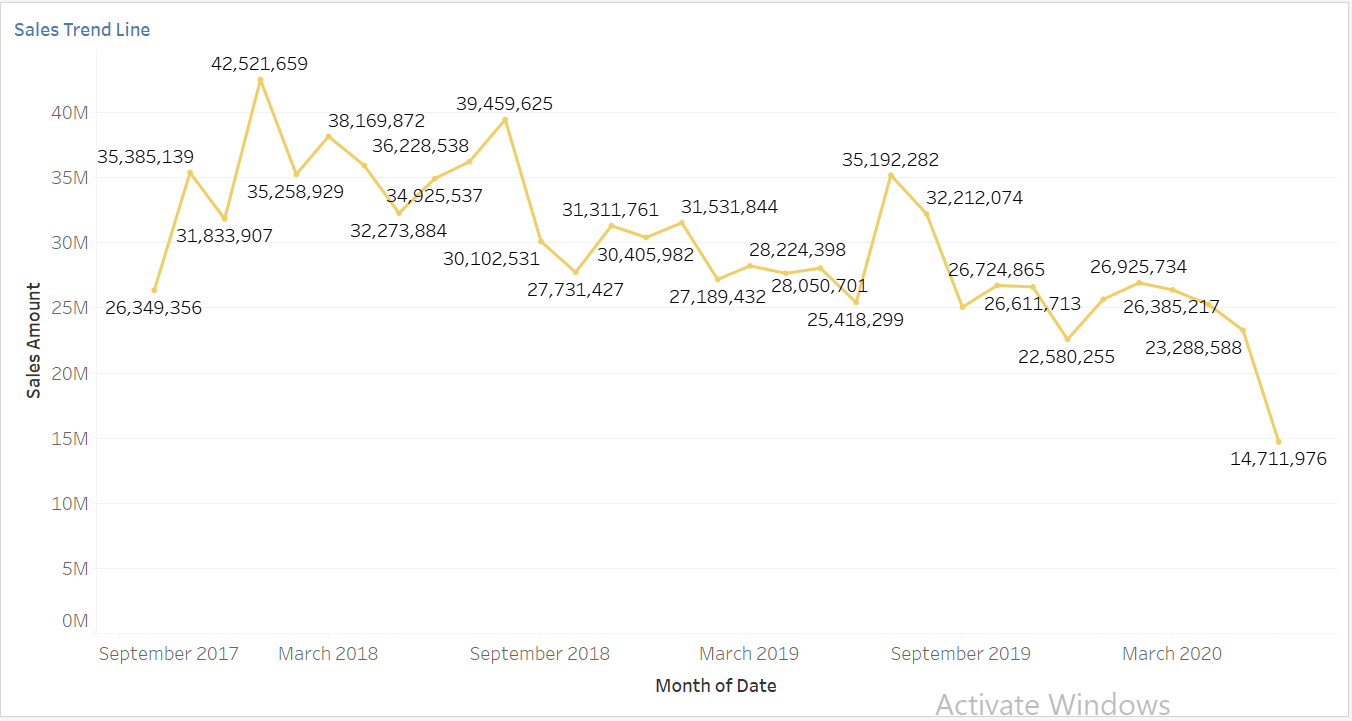 Sales Trend Line
42,521,659
39,459,625
40M
38,169,872
36,228,538
35,385,139
35,192,282
35M
35,258,929
34,925,537
32,212,074
31,311,761
31,531,844
31,833,907
32,273,884
30M
30,102,531
30,405,982
28,224,398
26,724,865
26,925,734
27,731,427
27,189,432
28,050,701
25M
26,349,356
26,611,713
26,385,217
25,418,299
22,580,255
23,288,588
20M
15M
14,711,976
10M
5M
0M
Sales Amount
September 2017 March 2018 September 2018 March 2019 September 2019 March 2020
Month of Date
Activate Windows